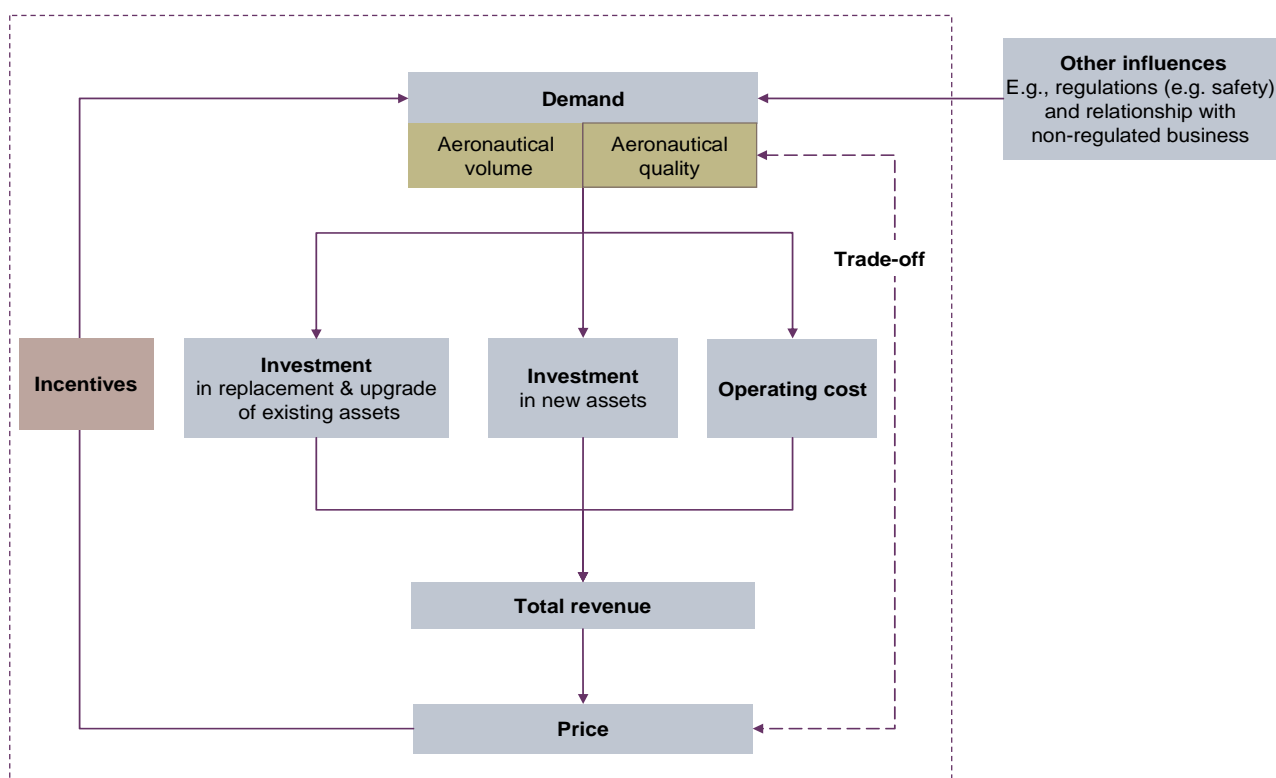 Other influences
E.g., regulations (e.g. safety)
and relationship with
non-regulated business
Demand
Aeronautical
volume
Aeronautical
quality
Trade-off
Incentives
Investment
in replacement & upgrade
of existing assets
Investment
in new assets
Operating cost
Total revenue
Price